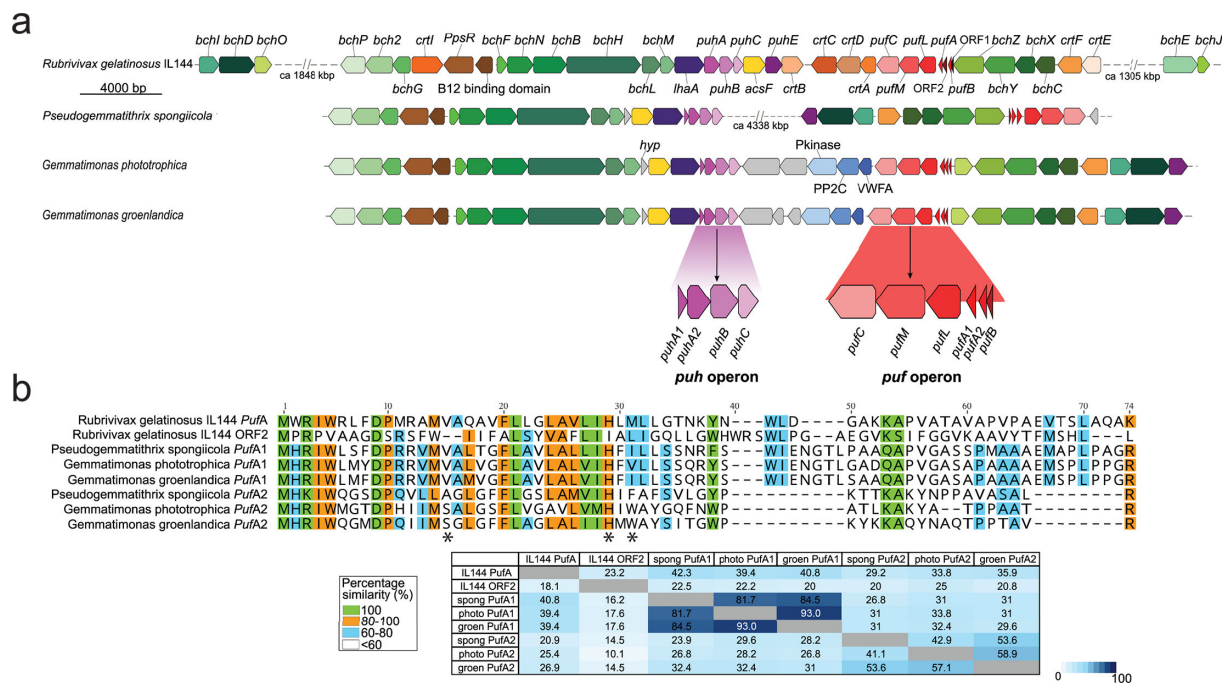 a
bchI bchD bchO bchP bch2 crtI PpsR bchF bchN bchB bchH bchM puhA puhC puhE crtC crtD pufC pufL pufA ORF1 bchZ bchX crtF crtE bchE bchJ
Rubrivivax gelatinosus IL144
ca 1848 kbp
ca 1305 kbp
4000 bp
bchG B12 binding domain bchL lhaA puhB acsF crtB crtA pufM ORF2 pufB bchY bchC
Pseudogemmatithrix spongiicola
ca 4338 kbp
hyp Pkinase
Gemmatimonas phototrophica
PP2C VWFA
Gemmatimonas groenlandica
puhA1 puhA2 puhB puhC pufC pufM pufL pufA1 pufA2 pufB
puh operon puf operon
b
1 10 20 30 40 50 60 70 74
Rubrivivax gelatinosus IL144 PufA MWRIWRLFDPMRAMVAQAVFLLGLAVLIHLMLLGTNKYN--WLD---GAKKAPVATAVAPVPAEVTSLAQAK
Rubrivivax gelatinosus IL144 ORF2 MPRPVAAGDSRSFW--IIFALSYVAFLIIALIGQLLGWHWRSWLPG---AEGVKSIFGGVKAAVYTFMSHL---L
Pseudogemmatithrix spongiicola PufA1 MHRIWRLFDPRRVMVALTGFLAVLALLIHFILLSSNRFS----WIENGTLPAAQAPVGASSPMAAAEMSPLPAGR
Gemmatimonas phototrophica PufA1 MHRIWLMYDPRRVMVALVGFLAVLALVIHFVLLSSQRYS----WIENGTLPGADQAPVGASAPAAAEMSPLPPGR
Gemmatimonas groenlandica PufA1 MHRIWLMFDPRRVMVAMVGFLAVLALVIHFILLSSQRYS----WIENGTLSAAQAPVGASSPMAAAEMSPLPPGR
Pseudogemmatithrix spongiicola PufA2 MHKIWQGSDPQVLLAGLGFFLGSLAMVIHIFAFSVLGYP----------KTTKAKYNPPAVASAL---------R
Gemmatimonas phototrophica PufA2 MHRIWMGTDPHIMSALGSFLVGAVLVMHIWAYGQFNWP----------PATKAKYA-PPAAT---------R
Gemmatimonas groenlandica PufA2 MHRIWQGMDPQIIMSGLGFFLAGLALIIHMWAYSITGWP----------KYKKAQYNAQTPPTAV---------R
* * *
IL144 PufA IL144 ORF2 spong PufA1 photo PufA1 groen PufA1 spong PufA2 photo PufA2 groen PufA2
IL144 PufA 23.2 42.3 39.4 40.8 29.2 33.8 35.9
IL144 ORF2 18.1 22.5 22.2 20 20 25 20.8
spong PufA1 40.8 16.2 81.7 84.5 26.8 31 31
photo PufA1 39.4 17.6 81.7 93.0 31 33.8 31
groen PufA1 39.4 17.6 84.5 93.0 31 32.4 29.6
spong PufA2 20.9 14.5 23.9 29.6 28.2 42.9 53.6
photo PufA2 25.4 10.1 26.8 28.2 26.8 41.1 58.9
groen PufA2 26.9 14.5 32.4 32.4 31 53.6 57.1
Percentage
similarity (%)
100
80-100
60-80
<60
0 100